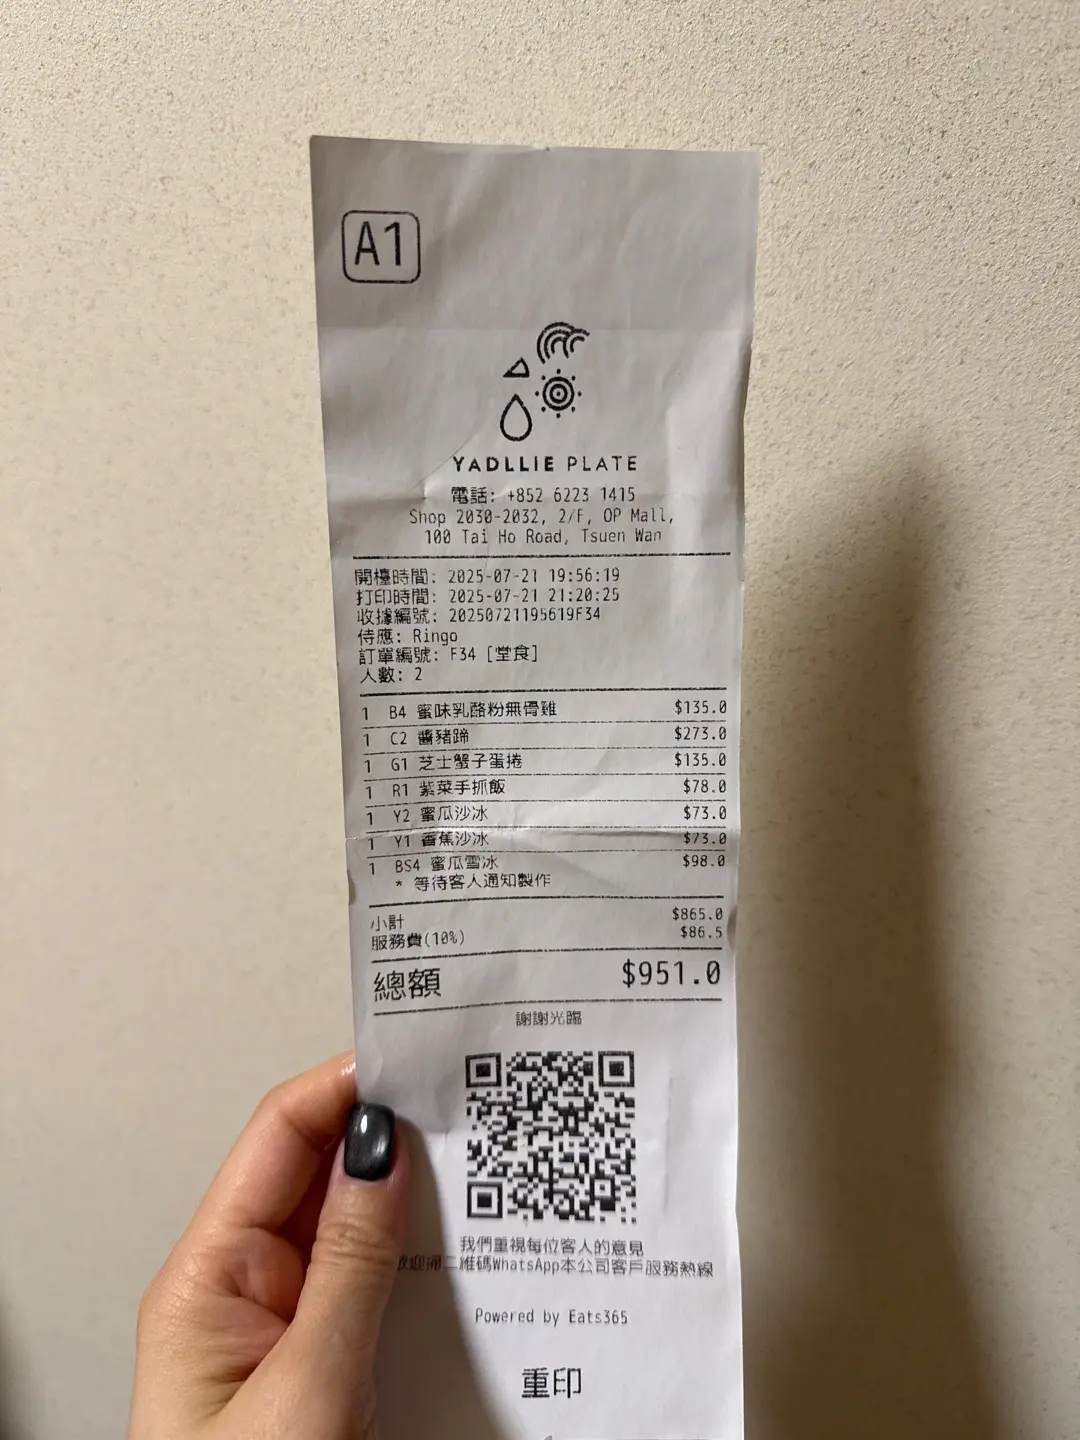 A1
YADLLIE PLATE
電話: +852 6223 1415
Shop 2030-2032, 2/F, OP Mall,
100 Tai Ho Road, Tsuen Wan
開檯時間: 2025-07-21 19:56:19
打印時間: 2025-07-21 21:20:25
收據編號: 20250721195619F34
侍應: Ringo
訂單編號: F34 [堂食]
人數: 2
1 B4 蜜味乳酪粉無骨雞 $135.0
1 C2 醬豬蹄 $273.0
1 G1 芝士蟹子蛋捲 $135.0
1 R1 紫菜手抓飯 $78.0
1 Y2 蜜瓜沙冰 $73.0
1 Y1 香蕉沙冰 $73.0
1 BS4 蜜瓜雪冰 $98.0
* 等待客人通知製作
小計 $865.0
服務費(10%) $86.5
總額 $951.0
謝謝光臨
我們重視每位客人的意見
歡迎掃二維碼WhatsApp本公司客戶服務熱線
Powered by Eats365
重印